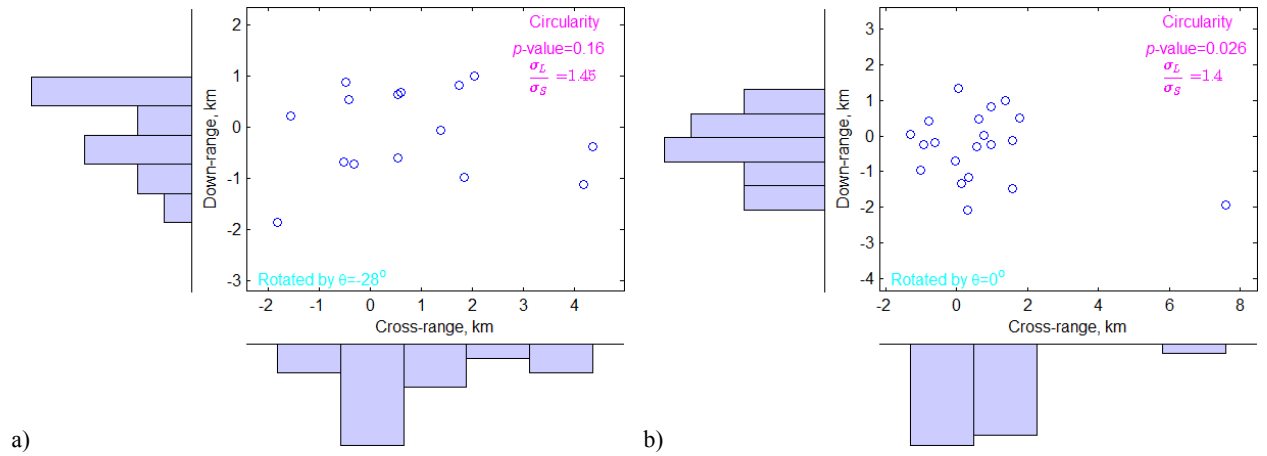 2
1
0
-1
-2
-3
Down-range, km
Circularity
p-value=0.16
σL/σS =1.45
Rotated by θ=-28°
-2 -1 0 1 2 3 4
Cross-range, km
a)
3
2
1
0
-1
-2
-3
-4
Down-range, km
Circularity
p-value=0.026
σL/σS =1.4
Rotated by θ=0°
-2 0 2 4 6 8
Cross-range, km
b)